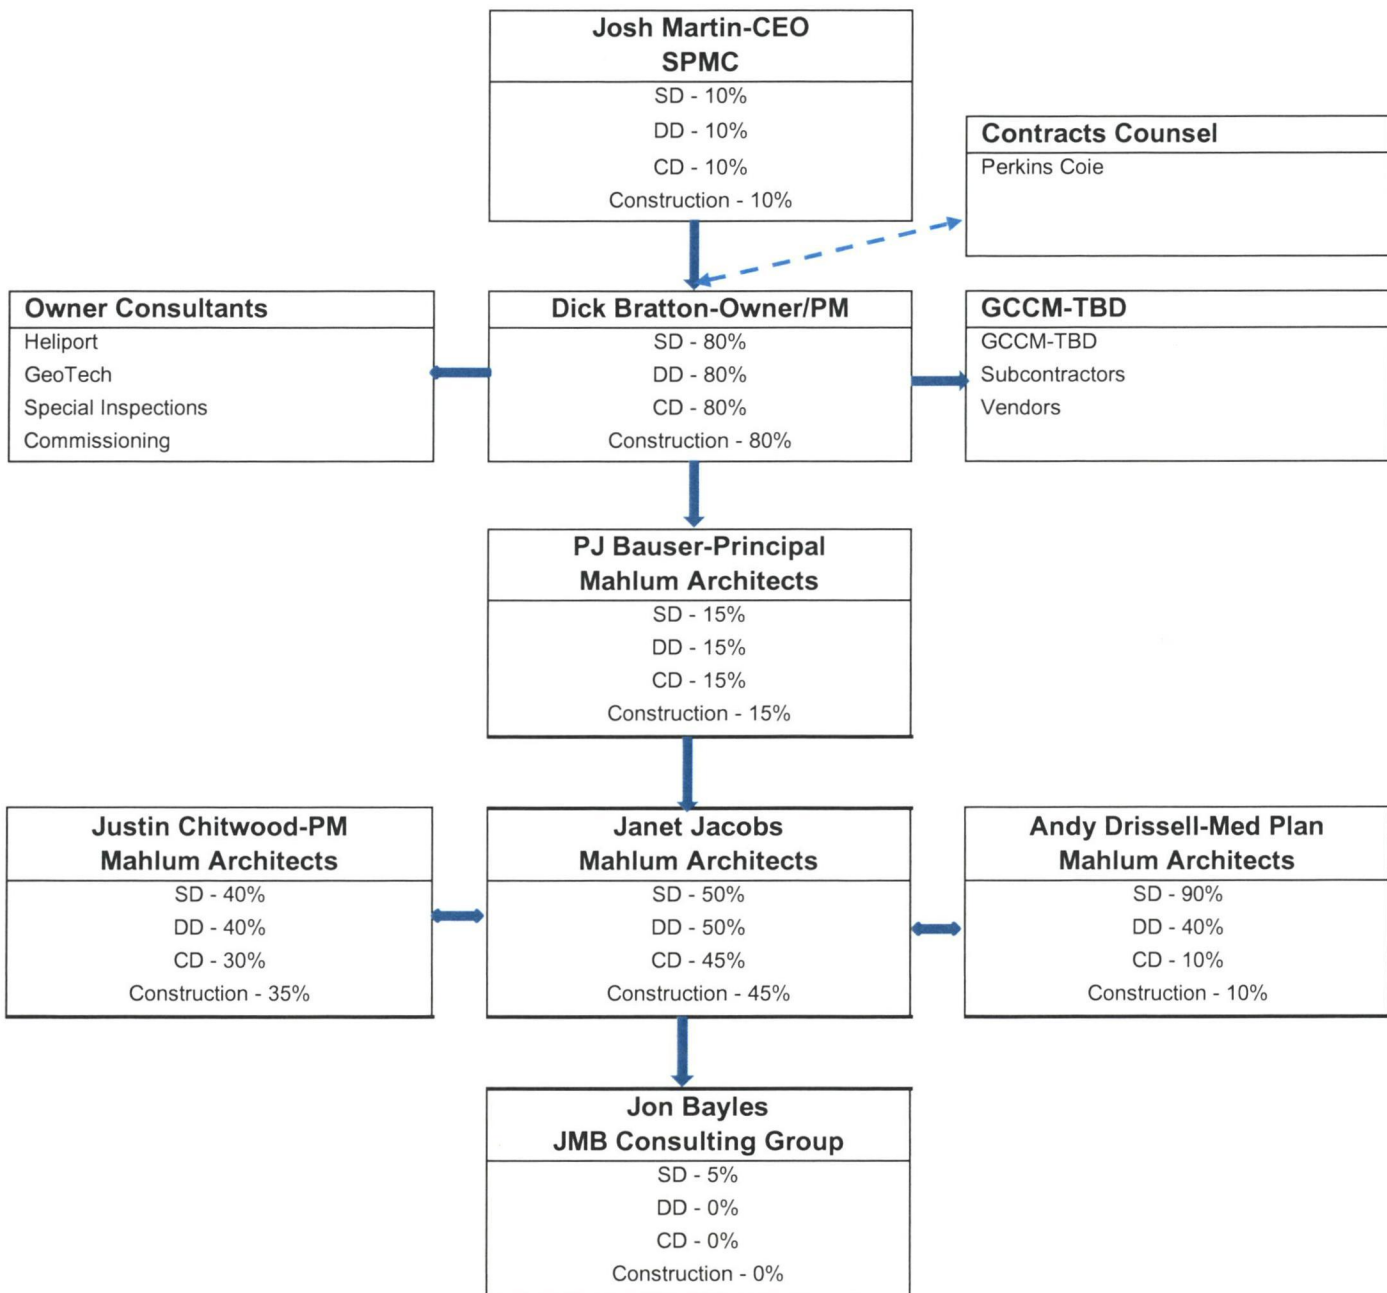 Josh Martin-CEO
SPMC
SD - 10%
DD - 10%
CD - 10%
Construction - 10%
Contracts Counsel
Perkins Coie
Owner Consultants
Heliport
GeoTech
Special Inspections
Commissioning
Dick Bratton-Owner/PM
SD - 80%
DD - 80%
CD - 80%
Construction - 80%
GCCM-TBD
GCCM-TBD
Subcontractors
Vendors
PJ Bauser-Principal
Mahlum Architects
SD - 15%
DD - 15%
CD - 15%
Construction - 15%
Justin Chitwood-PM
Mahlum Architects
SD - 40%
DD - 40%
CD - 30%
Construction - 35%
Janet Jacobs
Mahlum Architects
SD - 50%
DD - 50%
CD - 45%
Construction - 45%
Andy Drissell-Med Plan
Mahlum Architects
SD - 90%
DD - 40%
CD - 10%
Construction - 10%
Jon Bayles
JMB Consulting Group
SD - 5%
DD - 0%
CD - 0%
Construction - 0%